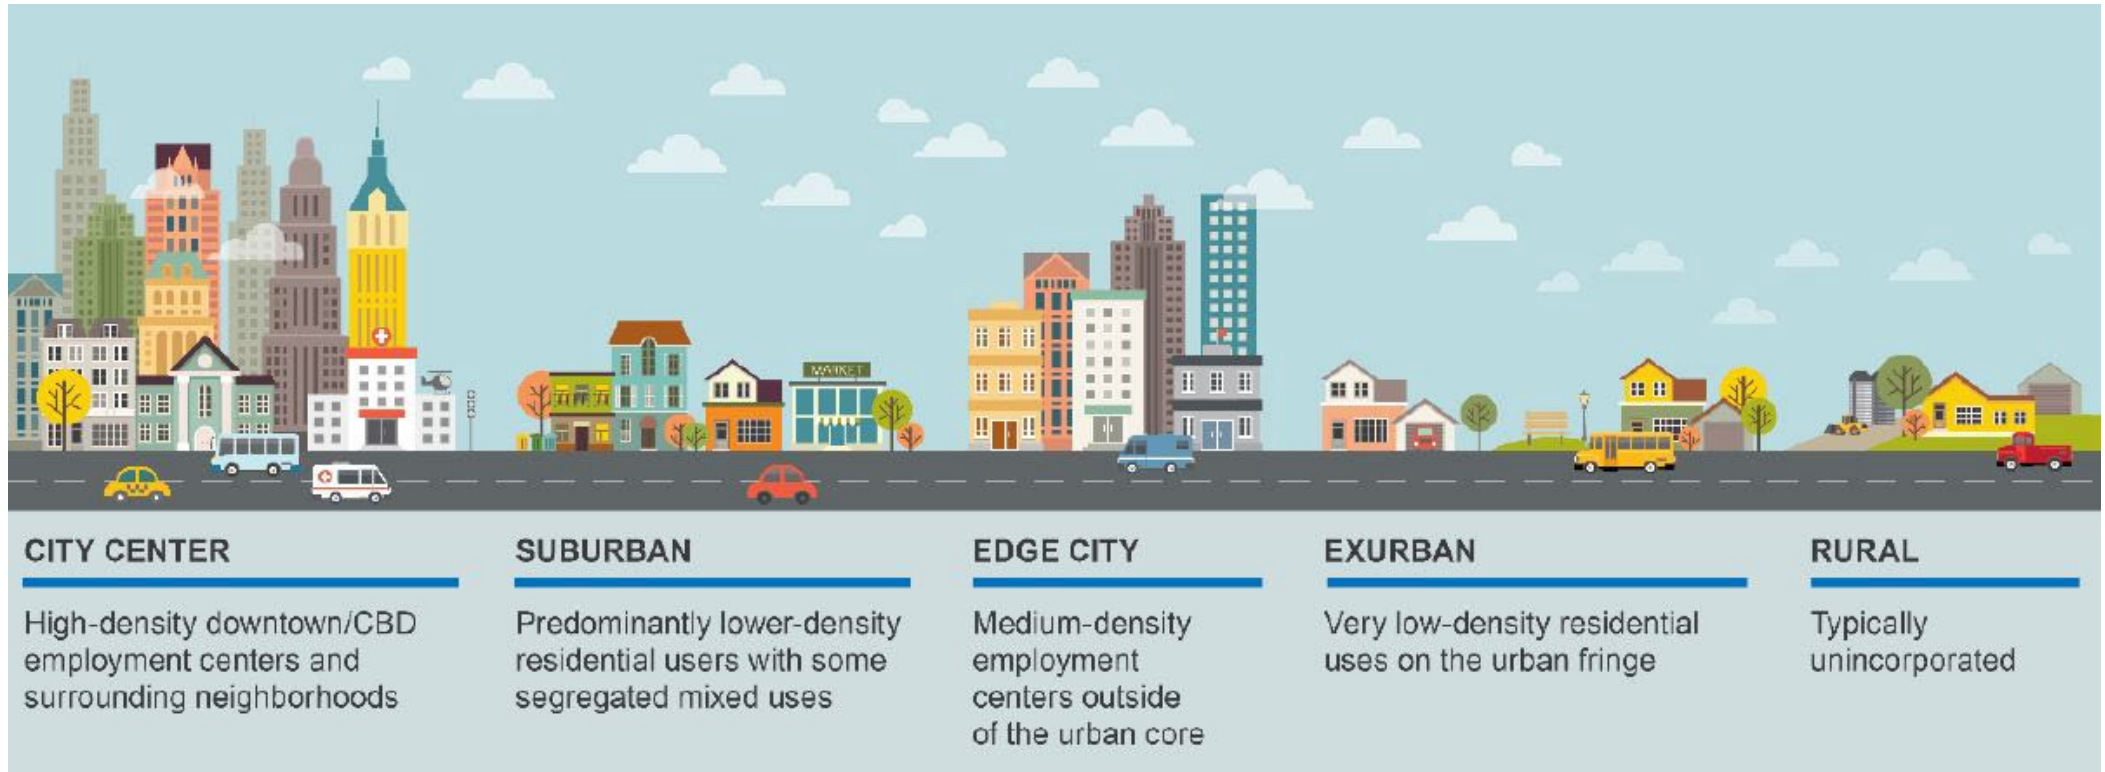 MARKET
CITY CENTER
High-density downtown/CBD
employment centers and
surrounding neighborhoods
SUBURBAN
Predominantly lower-density
residential users with some
segregated mixed uses
EDGE CITY
Medium-density
employment
centers outside
of the urban core
EXURBAN
Very low-density residential
uses on the urban fringe
RURAL
Typically
unincorporated